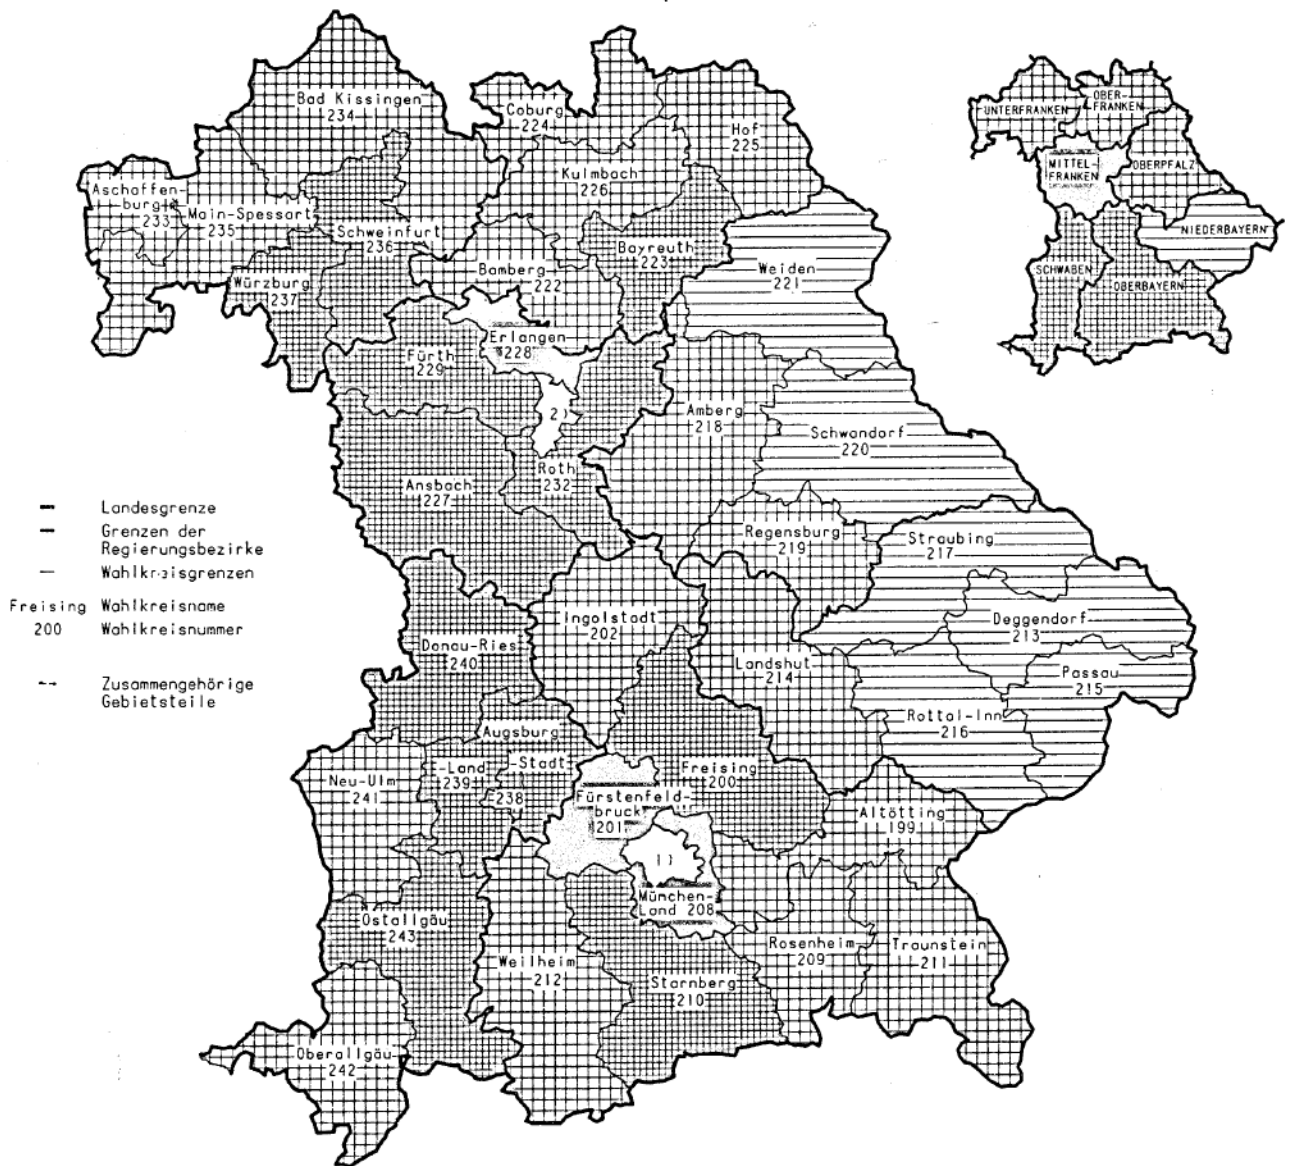 Bad Kissingen
234
Coburg
224
Hof
225
Kulmbach
226
Aschaffen-
burg
233
Main-Spessart
235
Schweinfurt
236
Bayreuth
223
Würzburg
237
Bamberg
222
Weiden
221
Erlangen
228
Fürth
229
2)
Amberg
218
Schwandorf
220
Roth
232
Ansbach
227
Regensburg
219
Straubing
217
Ingolstadt
202
Deggendorf
213
Donau-Ries
240
Landshut
214
Passau
215
Rottal-Inn
216
Augsburg
-Land
239
-Stadt
238
Neu-Ulm
241
Freising
200
Fürstenfeld-
bruck
201
Altötting
199
1)
München-
Land 208
Ostallgäu
243
Weilheim
212
Starnberg
210
Rosenheim
209
Traunstein
211
Oberallgäu
242
UNTERFRANKEN
OBER-
FRANKEN
MITTEL-
FRANKEN
OBERPFALZ
NIEDERBAYERN
SCHWABEN
OBERBAYERN
Landesgrenze
Grenzen der
Regierungsbezirke
Wahlkreisgrenzen
Freising Wahlkreisname
200 Wahlkreisnummer
Zusammengehörige
Gebietsteile